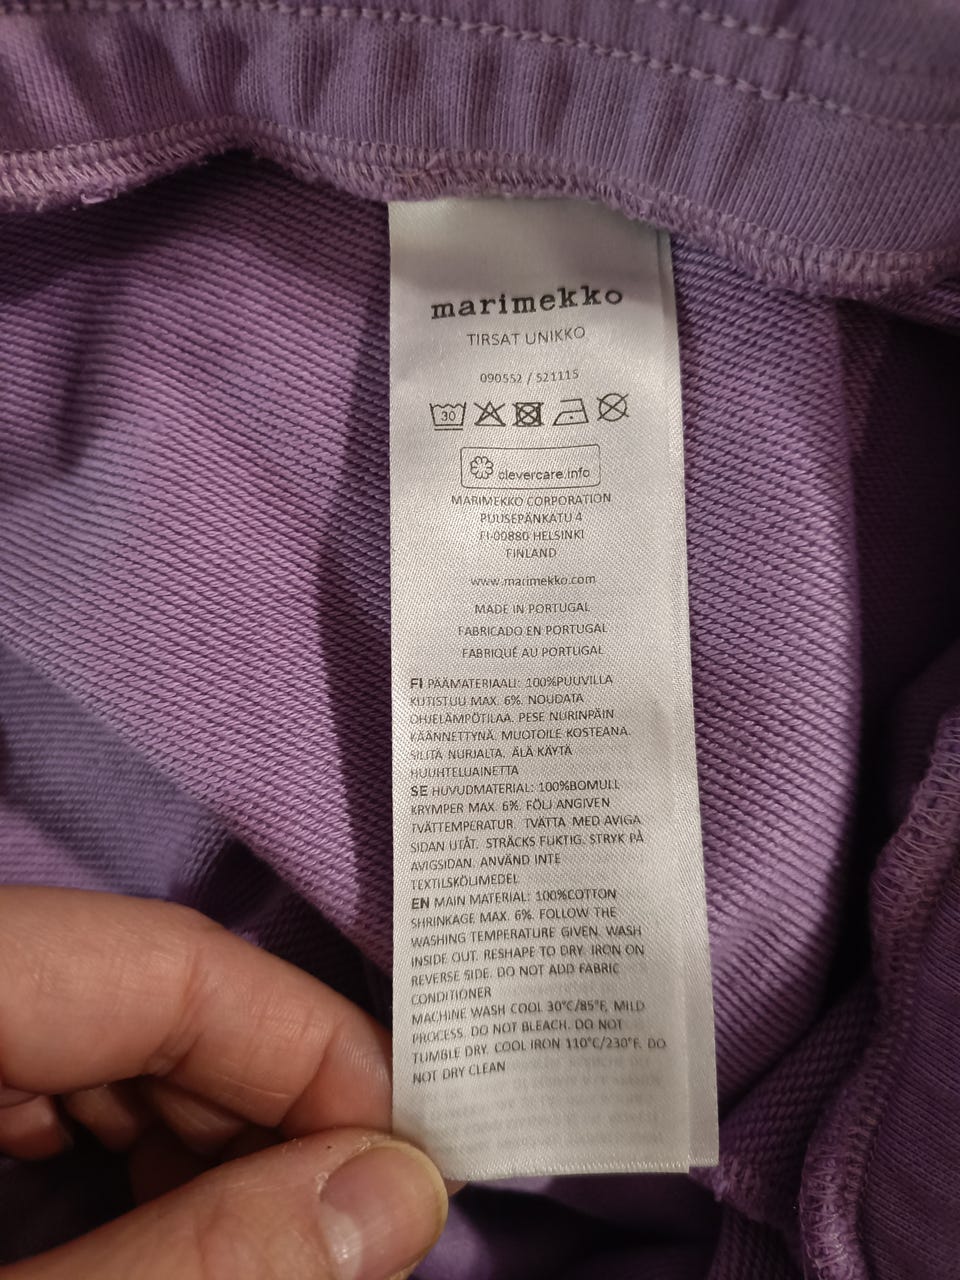 marimekko
TIRSAT UNIKKO
090552 / 521115
30
clevercare.info
MARIMEKKO CORPORATION
PUUSEPÄNKATU 4
FI-00880 HELSINKI
FINLAND
www.marimekko.com
MADE IN PORTUGAL
FABRICADO EN PORTUGAL
FABRIQUÉ AU PORTUGAL
FI PÄÄMATERIAALI: 100%PUUVILLA
KUTISTUU MAX. 6%. NOUDATA
OHJELÄMPÖTILAA. PESE NURINPÄIN
KÄÄNNETTYNÄ. MUOTOILE KOSTEANA.
SILITÄ NURJALTA. ÄLÄ KÄYTÄ
HUUHTELUAINETTA
SE HUVUDMATERIAL: 100%BOMULL
KRYMPER MAX. 6%. FÖLJ ANGIVEN
TVÄTTEMPERATUR. TVÄTTA MED AVIGA
SIDAN UTÅT. STRÄCKS FUKTIG. STRYK PÅ
AVIGSIDAN. ANVÄND INTE
TEXTILSKÖLJMEDEL
EN MAIN MATERIAL: 100%COTTON
SHRINKAGE MAX. 6%. FOLLOW THE
WASHING TEMPERATURE GIVEN. WASH
INSIDE OUT. RESHAPE TO DRY. IRON ON
REVERSE SIDE. DO NOT ADD FABRIC
CONDITIONER
MACHINE WASH COOL 30°C/85°F, MILD
PROCESS. DO NOT BLEACH. DO NOT
TUMBLE DRY. COOL IRON 110°C/230°F. DO
NOT DRY CLEAN